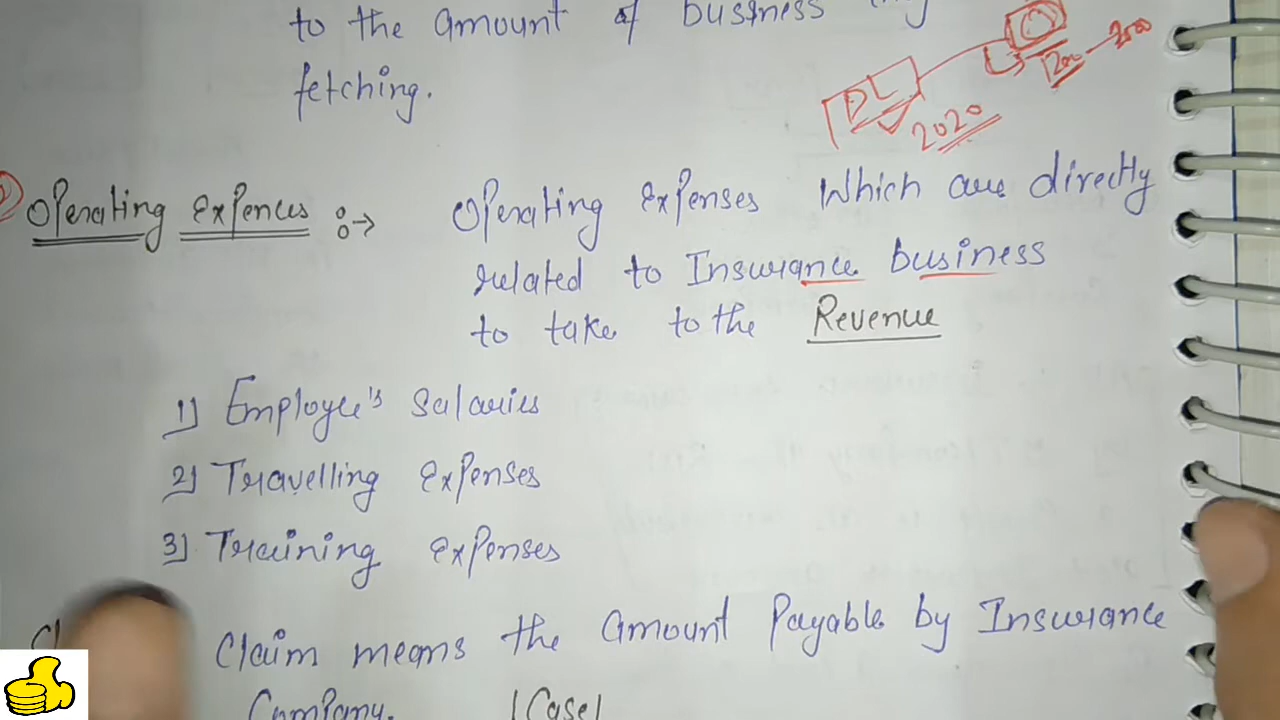 to the amount of business
fetching.
DL
2020
200 2000
Operating Expences :→ Operating Expenses Which are directly
related to Insurance business
to take to the Revenue
1) Employee's Salaries
2) Travelling Expenses
3) Training Expenses
Claim means the amount Payable by Insurance
Company. (Case)